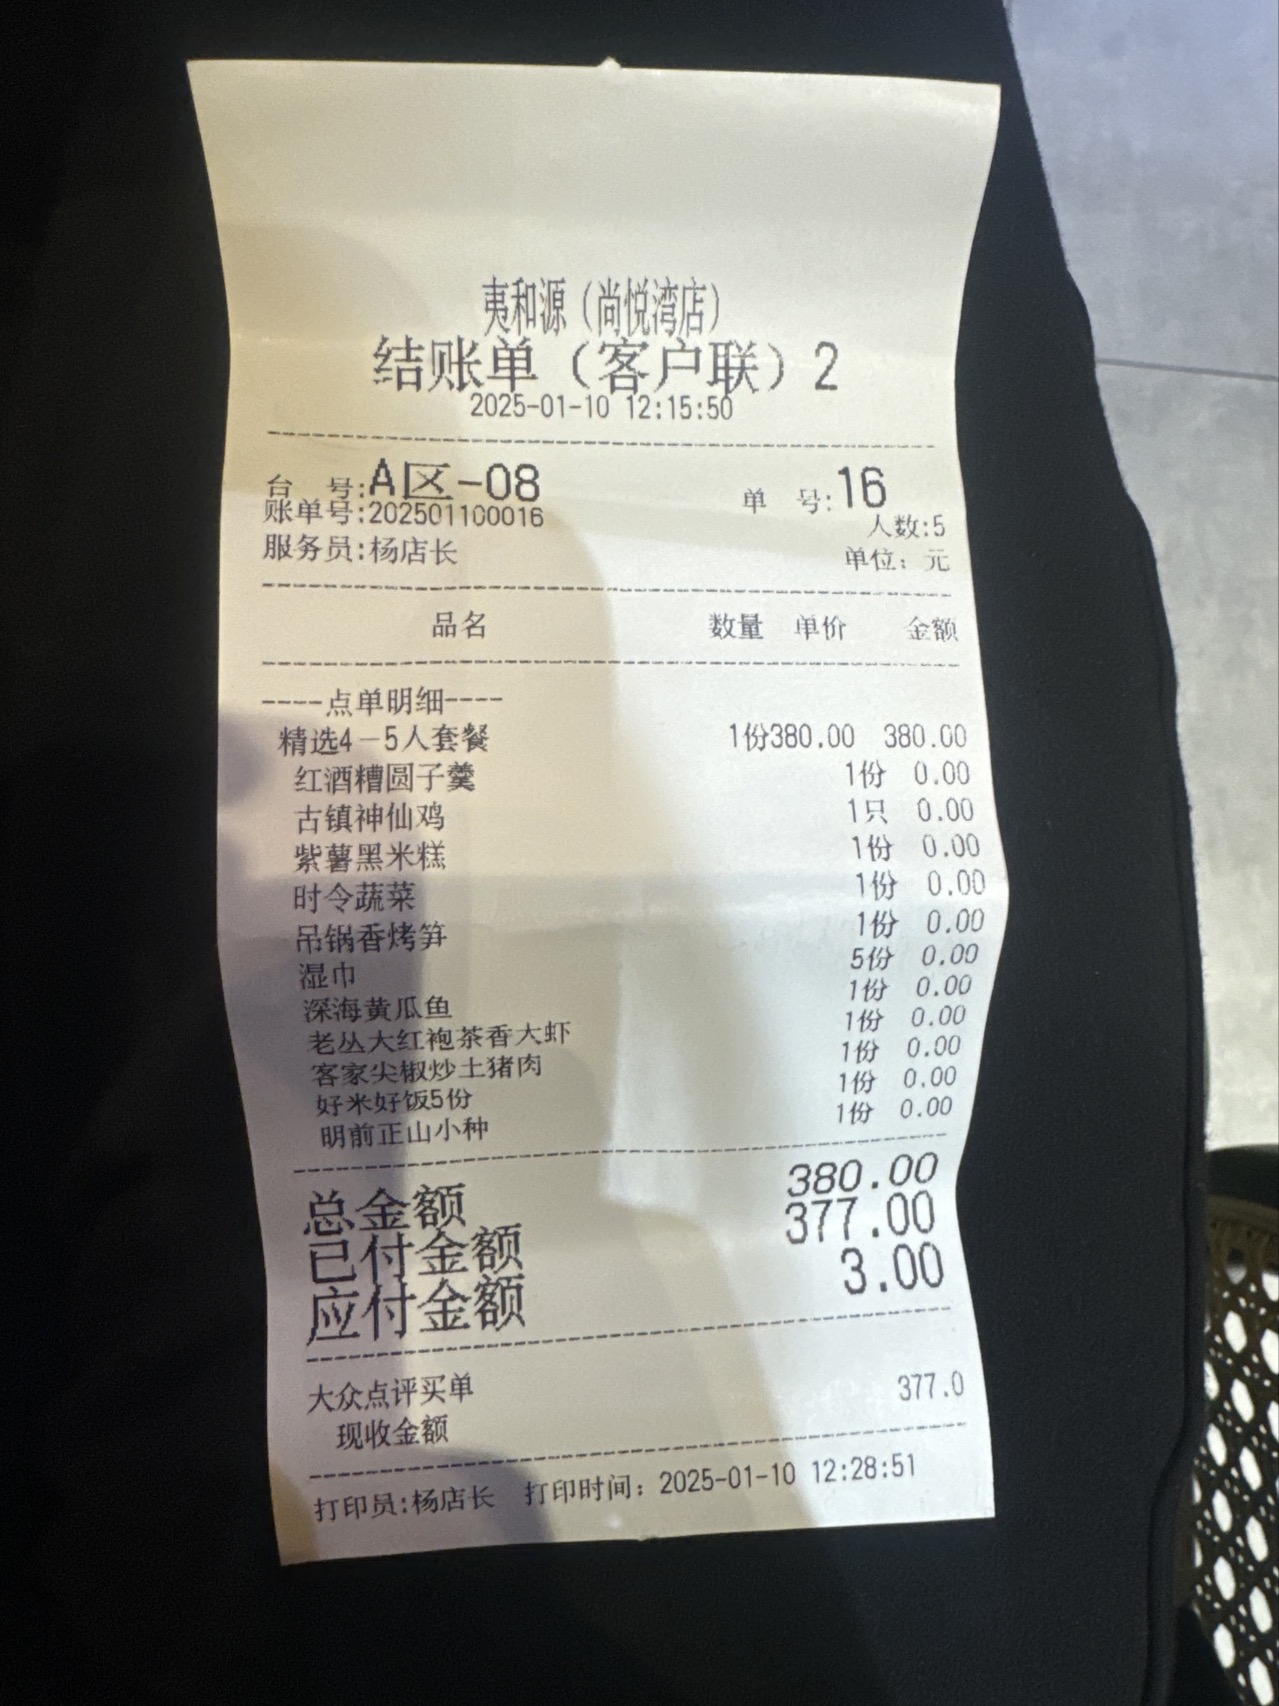 夷和源（尚悦湾店）
结账单（客户联）2
2025-01-10 12:15:50
台 号:A区-08 单 号:16
账单号:202501100016 人数:5
服务员:杨店长 单位：元
品名 数量 单价 金额
----点单明细----
精选4－5人套餐 1份380.00 380.00
红酒糟圆子羹 1份 0.00
古镇神仙鸡 1只 0.00
紫薯黑米糕 1份 0.00
时令蔬菜 1份 0.00
吊锅香烤笋 1份 0.00
湿巾 5份 0.00
深海黄瓜鱼 1份 0.00
老丛大红袍茶香大虾 1份 0.00
客家尖椒炒土猪肉 1份 0.00
好米好饭5份 1份 0.00
明前正山小种 1份 0.00
总金额 380.00
已付金额 377.00
应付金额 3.00
大众点评买单 377.0
现收金额
打印员:杨店长 打印时间：2025-01-10 12:28:51